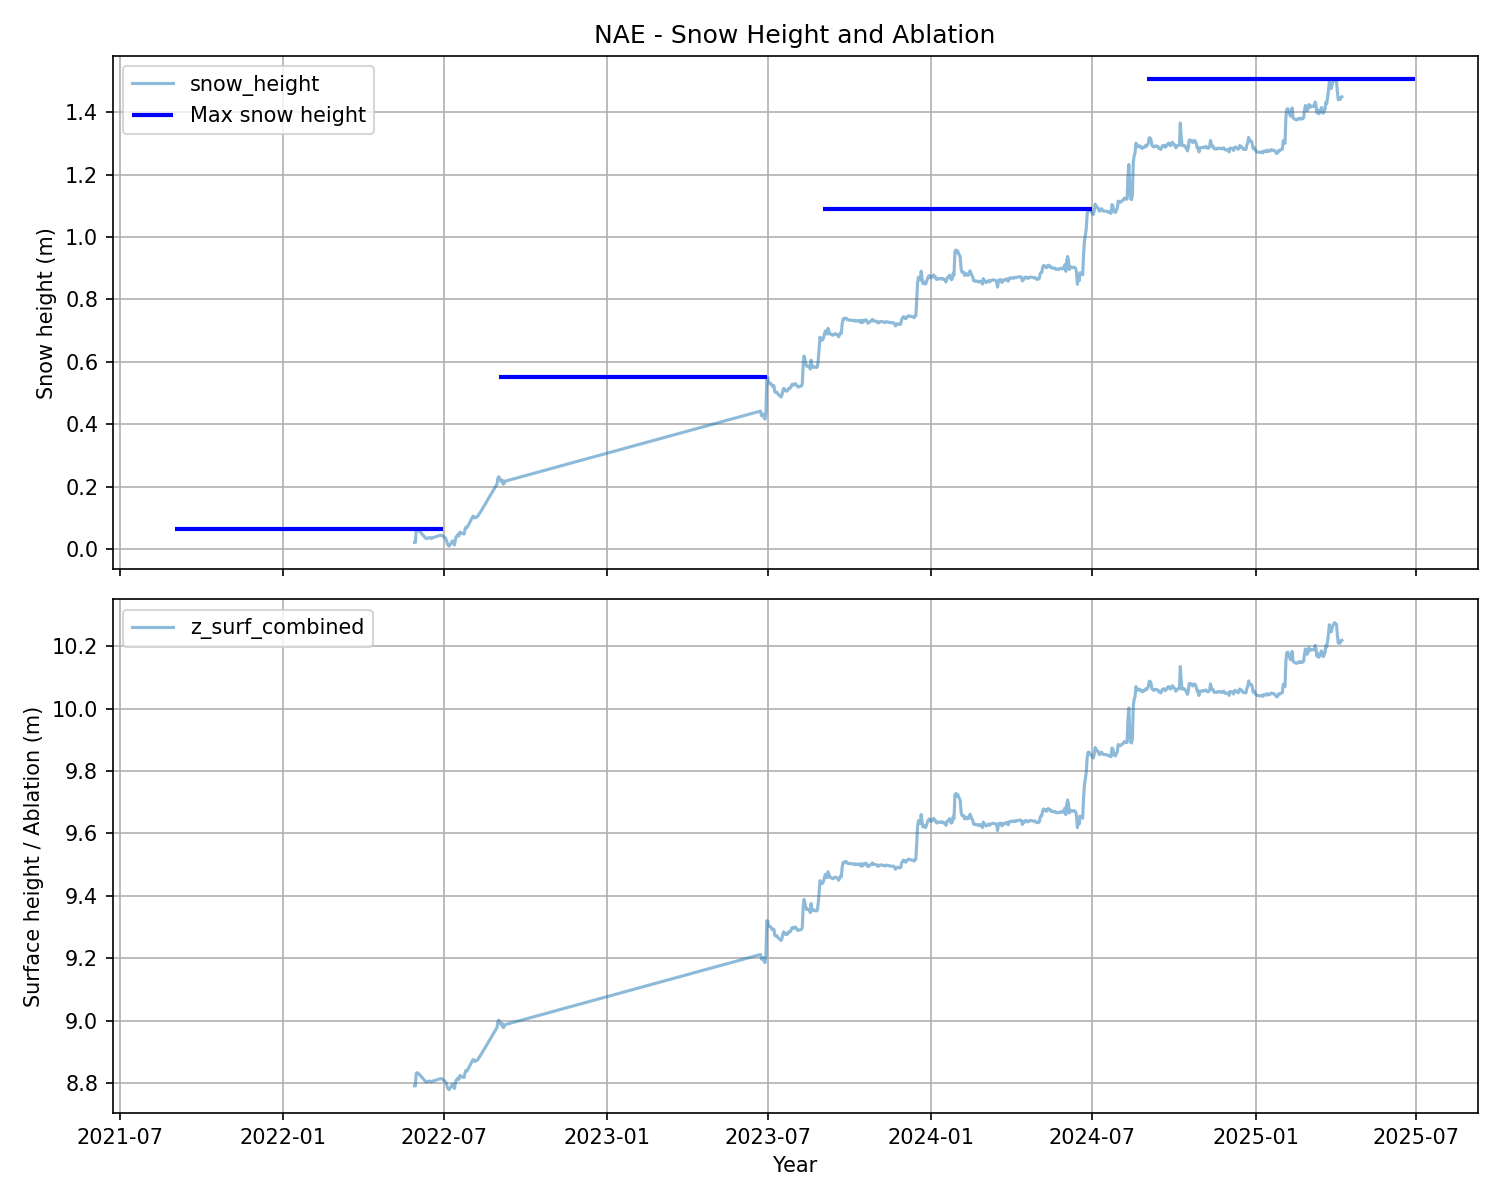 NAE - Snow Height and Ablation
snow_height
Max snow height
Snow height (m)
1.4
1.2
1.0
0.8
0.6
0.4
0.2
0.0
z_surf_combined
Surface height / Ablation (m)
10.2
10.0
9.8
9.6
9.4
9.2
9.0
8.8
2021-07 2022-01 2022-07 2023-01 2023-07 2024-01 2024-07 2025-01 2025-07
Year